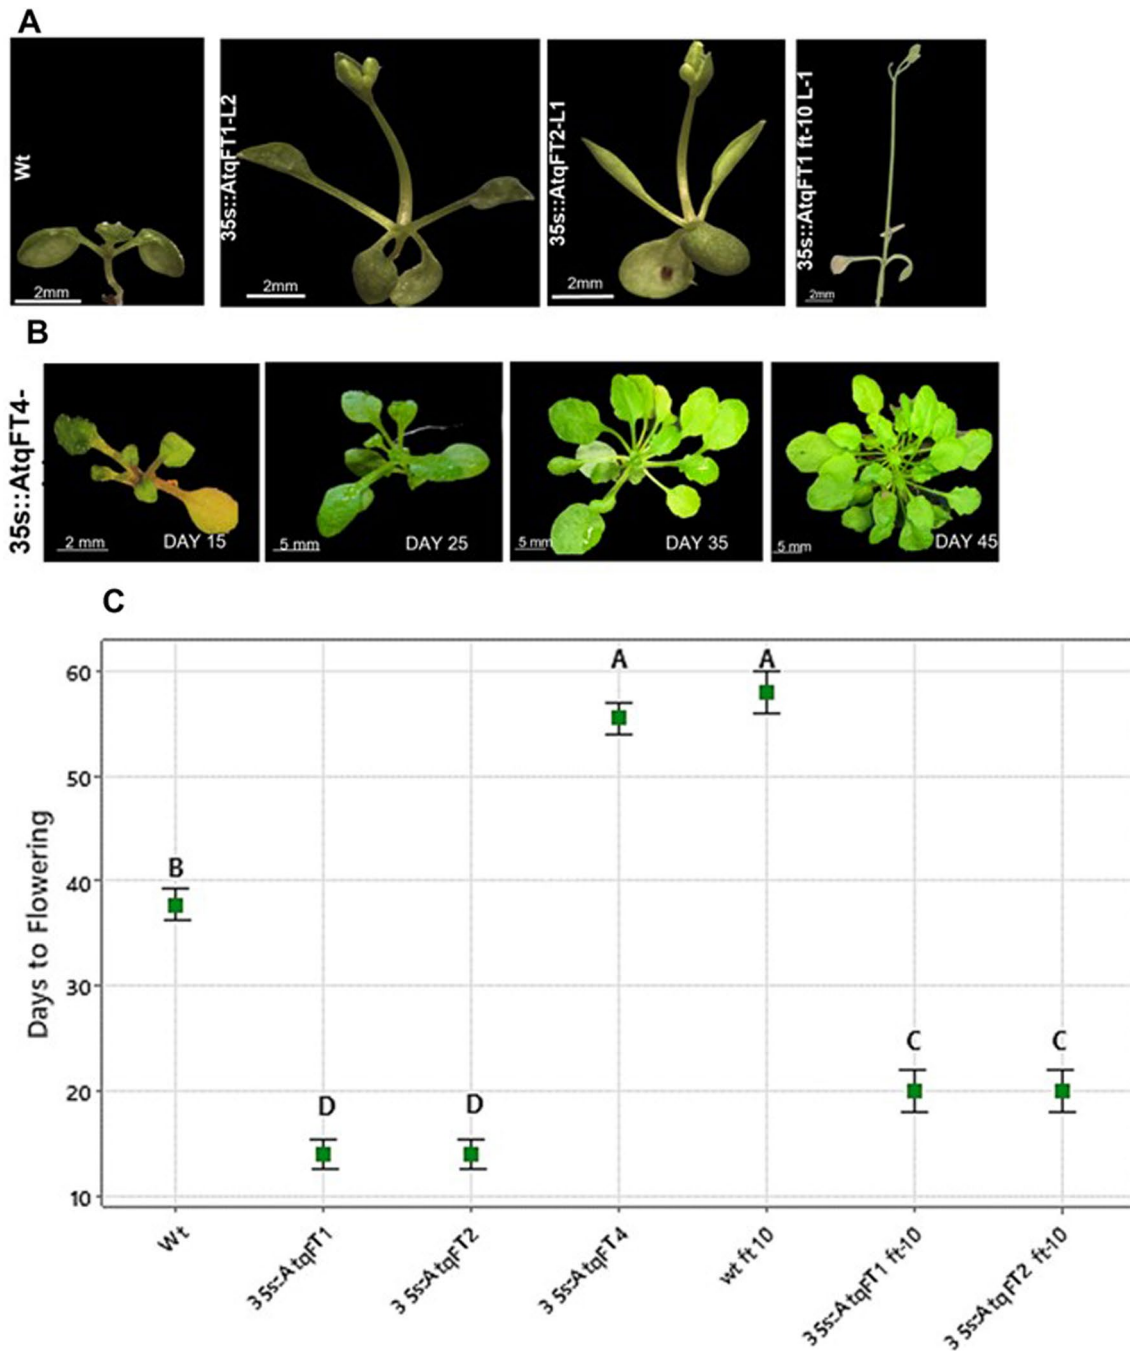 A
Wt
2mm
35s::AtqFT1-L2
2mm
35s::AtqFT2-L1
2mm
35s::AtqFT1 ft-10 L-1
2mm
B
35s::AtqFT4-
2 mm
DAY 15
5 mm
DAY 25
5 mm
DAY 35
5 mm
DAY 45
C
Days to Flowering
60
50
40
30
20
10
B
D
D
A
A
C
C
Wt
35s::AtqFT1
3 5s::AtqFT2
3 5s::AtqFT4
wt ft10
35s::AtqFT1 ft-10
3 5s::AtqFT2 ft-10